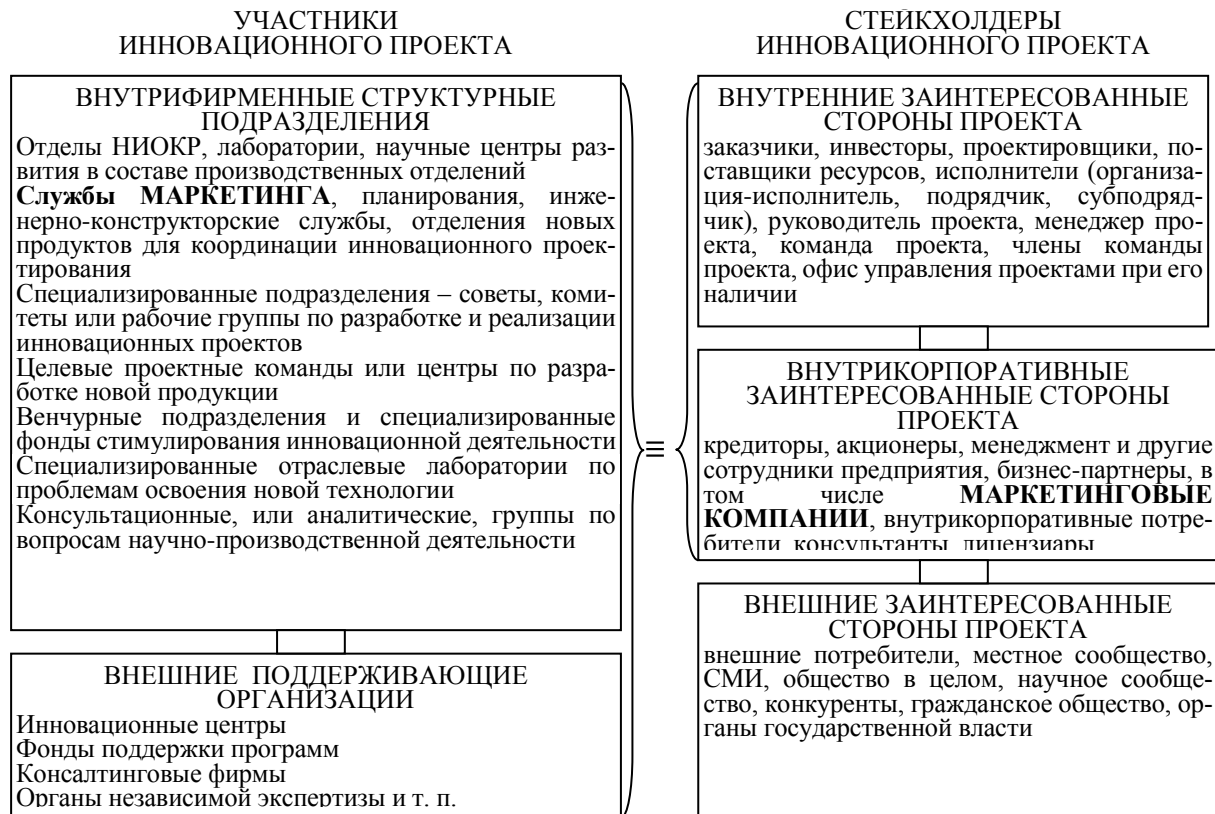 УЧАСТНИКИ
ИННОВАЦИОННОГО ПРОЕКТА
ВНУТРИФИРМЕННЫЕ СТРУКТУРНЫЕ
ПОДРАЗДЕЛЕНИЯ
Отделы НИОКР, лаборатории, научные центры раз-
вития в составе производственных отделений
Службы МАРКЕТИНГА, планирования, инже-
нерно-конструкторские службы, отделения новых
продуктов для координации инновационного проек-
тирования
Специализированные подразделения – советы, коми-
теты или рабочие группы по разработке и реализации
инновационных проектов
Целевые проектные команды или центры по разра-
ботке новой продукции
Венчурные подразделения и специализированные
фонды стимулирования инновационной деятельности
Специализированные отраслевые лаборатории по
проблемам освоения новой технологии
Консультационные, или аналитические, группы по
вопросам научно-производственной деятельности
ВНЕШНИЕ ПОДДЕРЖИВАЮЩИЕ
ОРГАНИЗАЦИИ
Инновационные центры
Фонды поддержки программ
Консалтинговые фирмы
Органы независимой экспертизы и т. п.
≡
СТЕЙКХОЛДЕРЫ
ИННОВАЦИОННОГО ПРОЕКТА
ВНУТРЕННИЕ ЗАИНТЕРЕСОВАННЫЕ
СТОРОНЫ ПРОЕКТА
заказчики, инвесторы, проектировщики, по-
ставщики ресурсов, исполнители (организа-
ция-исполнитель, подрядчик, субподряд-
чик), руководитель проекта, менеджер про-
екта, команда проекта, члены команды
проекта, офис управления проектами при его
наличии
ВНУТРИКОРПОРАТИВНЫЕ
ЗАИНТЕРЕСОВАННЫЕ СТОРОНЫ
ПРОЕКТА
кредиторы, акционеры, менеджмент и другие
сотрудники предприятия, бизнес-партнеры, в
том числе МАРКЕТИНГОВЫЕ
КОМПАНИИ, внутрикорпоративные потре-
бители, консультанты, лицензиары
ВНЕШНИЕ ЗАИНТЕРЕСОВАННЫЕ
СТОРОНЫ ПРОЕКТА
внешние потребители, местное сообщество,
СМИ, общество в целом, научное сообще-
ство, конкуренты, гражданское общество, ор-
ганы государственной власти